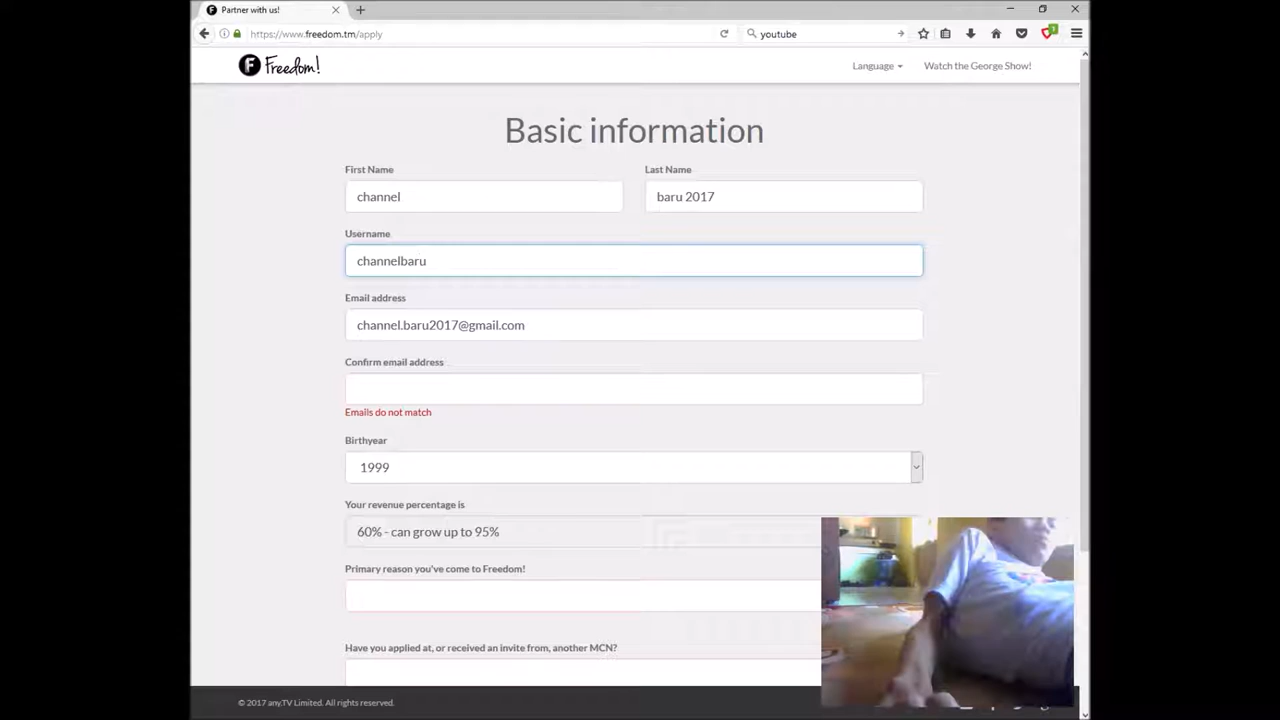 Partner with us!
https://www.freedom.tm/apply
youtube
7
F Freedom!
Language
Watch the George Show!
Basic information
First Name
Last Name
channel
baru 2017
Username
channelbaru
Email address
channel.baru2017@gmail.com
Confirm email address
Emails do not match
Birthyear
1999
Your revenue percentage is
60% - can grow up to 95%
Primary reason you've come to Freedom!
Have you applied at, or received an invite from, another MCN?
© 2017 any.TV Limited. All rights reserved.